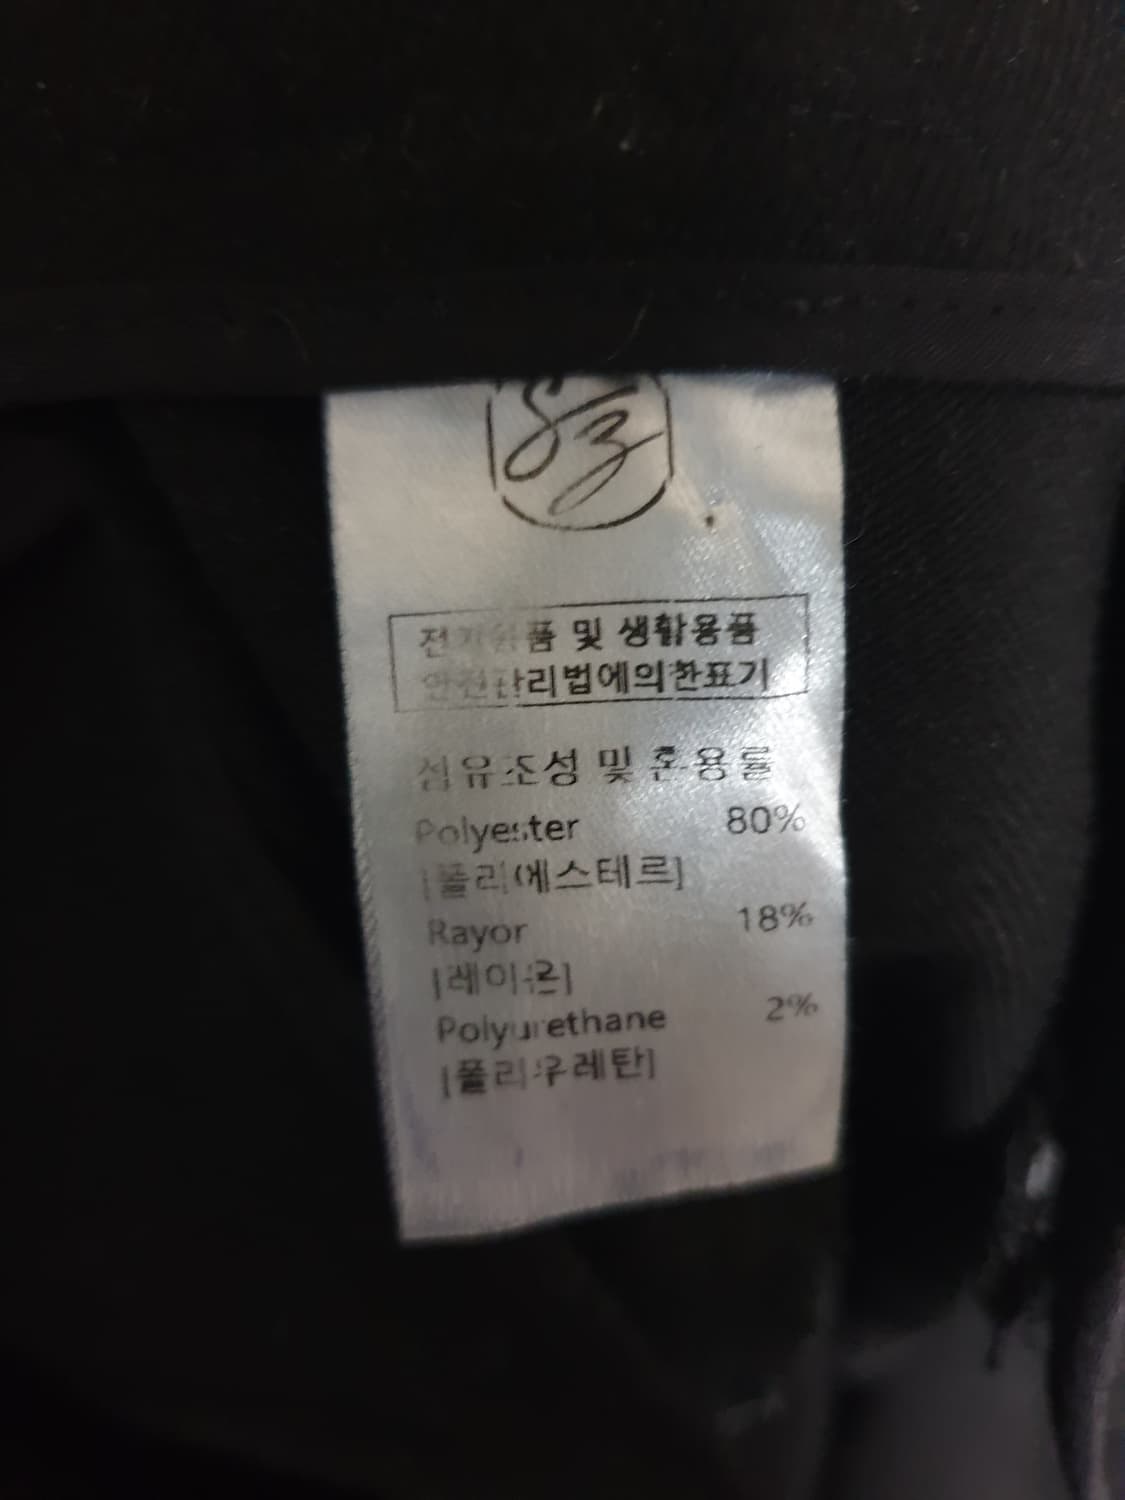 전기용품 및 생활용품
안전관리법에의한표기
섬유조성 및 혼용률
Polyester 80%
[폴리에스테르]
Rayon 18%
[레이온]
Polyurethane 2%
[폴리우레탄]